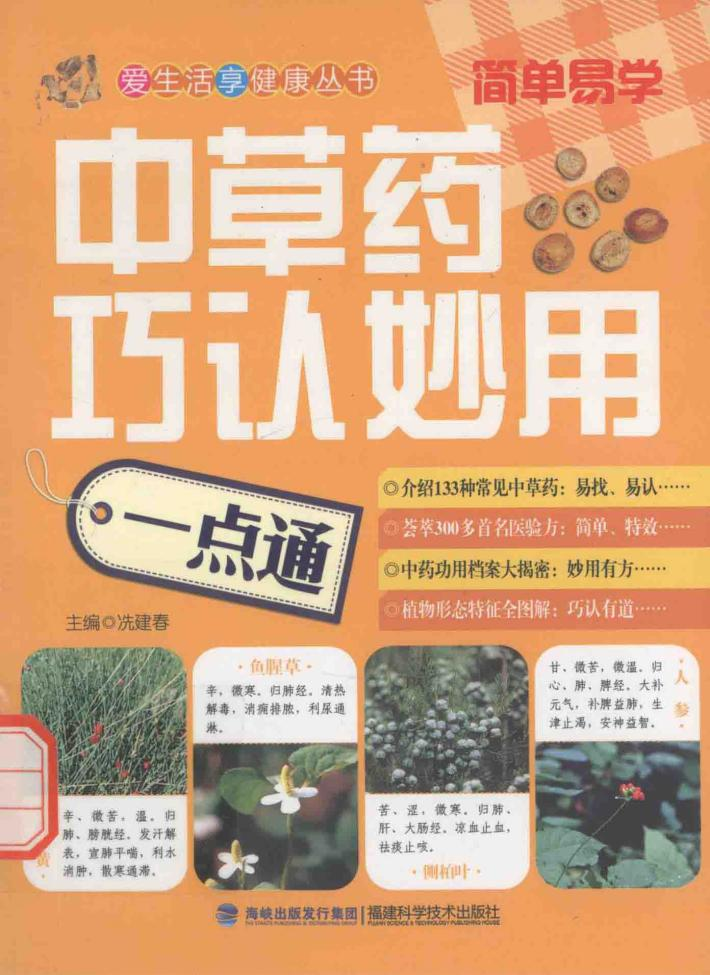 爱生活享健康丛书
简单易学
中草药
巧认妙用
一点通
◎介绍133种常见中草药：易找、易认……
◎荟萃300多首名医验方：简单、特效……
◎中药功用档案大揭密：妙用有方……
◎植物形态特征全图解：巧认有道……
主编◎冼建春
辛、微苦，温。归
肺、膀胱经。发汗解
表，宣肺平喘，利水
消肿，散寒通滞。
黄
·鱼腥草·
辛，微寒。归肺经。清热
解毒，消痈排脓，利尿通
淋。
苦、涩，微寒。归肺、
肝、大肠经。凉血止血，
祛痰止咳。
·侧柏叶·
甘、微苦，微温。归
心、肺、脾经。大补
元气，补脾益肺，生
津止渴，安神益智。
·人参·
海峡出版发行集团
THE STRAITS PUBLISHING & DISTRIBUTING GROUP
福建科学技术出版社
FUJIAN SCIENCE & TECHNOLOGY PUBLISHING HOUSE